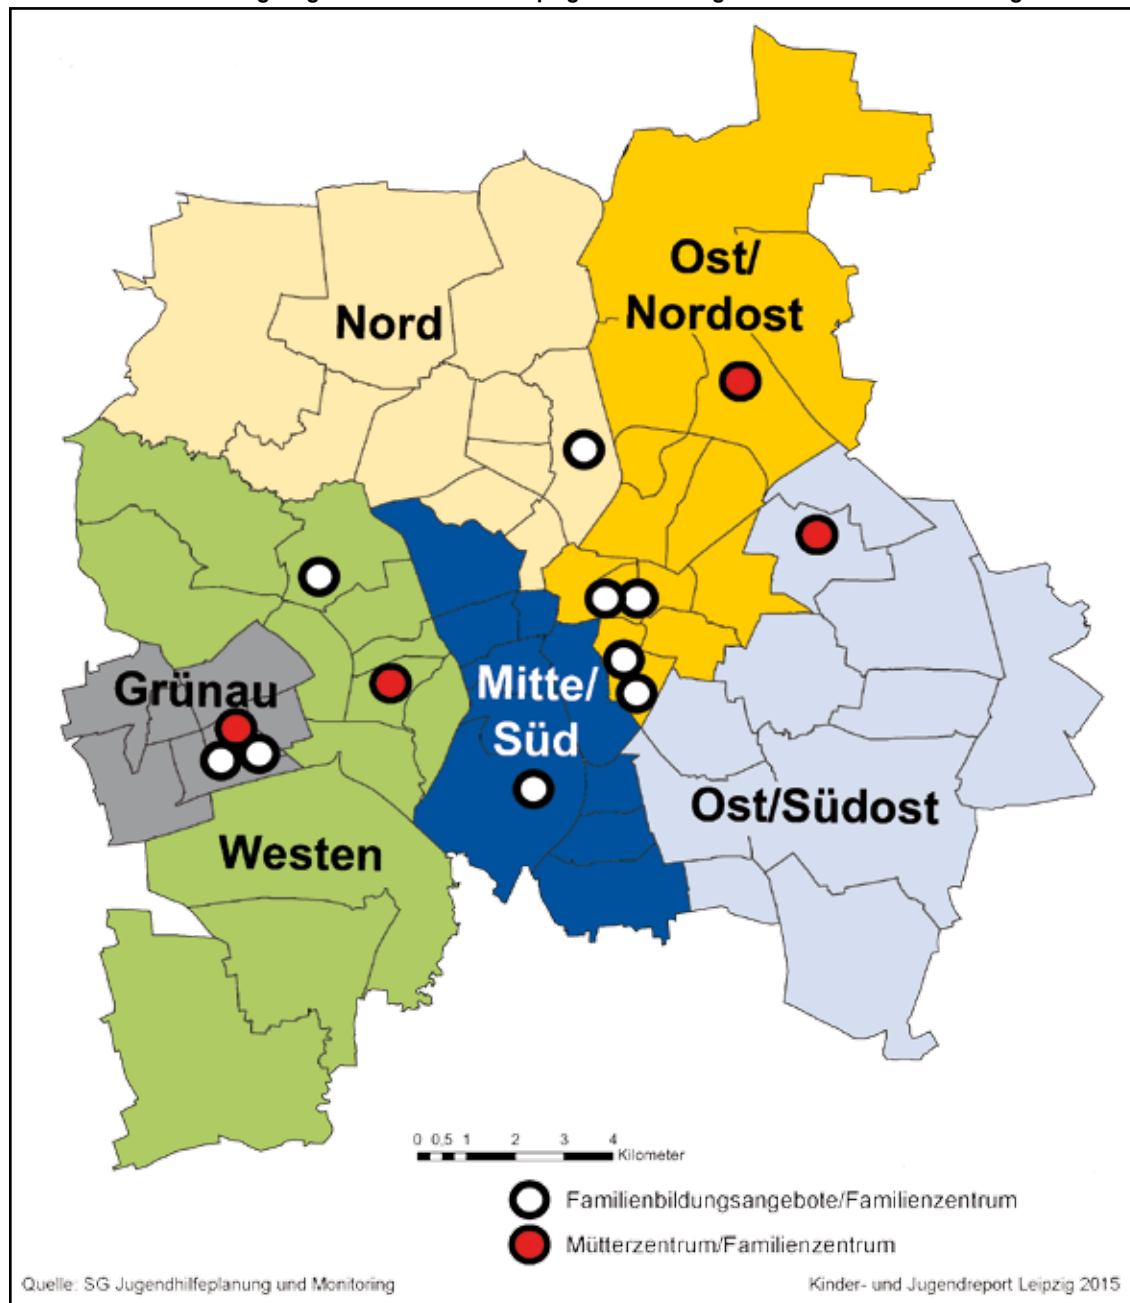 Ost/
Nordost
Nord
Grünau
Mitte/
Süd
Ost/Südost
Westen
0 0,5 1 2 3 4
Kilometer
Familienbildungsangebote/Familienzentrum
Mütterzentrum/Familienzentrum
Quelle: SG Jugendhilfeplanung und Monitoring
Kinder- und Jugendreport Leipzig 2015